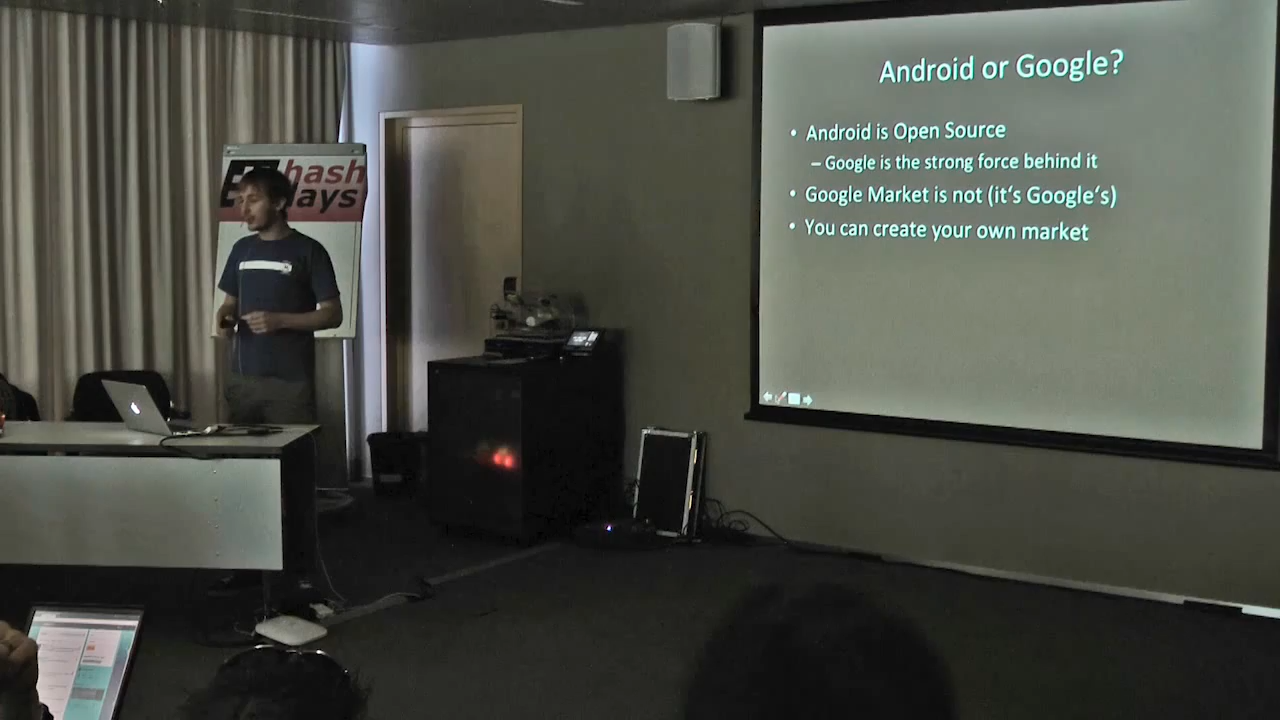 hash
days
Android or Google?
• Android is Open Source
– Google is the strong force behind it
• Google Market is not (it‘s Google‘s)
• You can create your own market